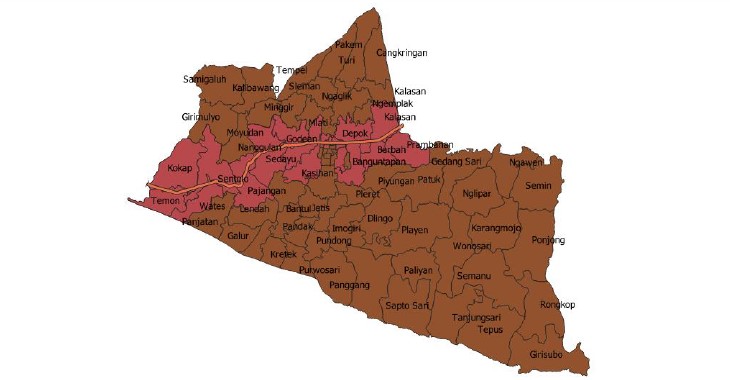 Pakem
Cangkringan
Turi
Tempel
Samigaluh
Kalibawang
Sleman
Kalasan
Ngaglik
Ngemplak
Minggir
Girimulyo
Kalasan
Mlati
Moyudan
Depok
Godean
Nanggulan
Berbah
Prambanan
Sedayu
Banguntapan
Gedang Sari
Ngawen
Kokap
Kasihan
Sentolo
Piyungan
Patuk
Semin
Pajangan
Pleret
Nglipar
Temon
Wates
Lendah
Bantul
Jetis
Dlingo
Panjatan
Pandak
Imogiri
Playen
Karangmojo
Galur
Pundong
Wonosari
Ponjong
Kretek
Purwosari
Paliyan
Semanu
Panggang
Sapto Sari
Rongkop
Tanjungsari
Tepus
Girisubo